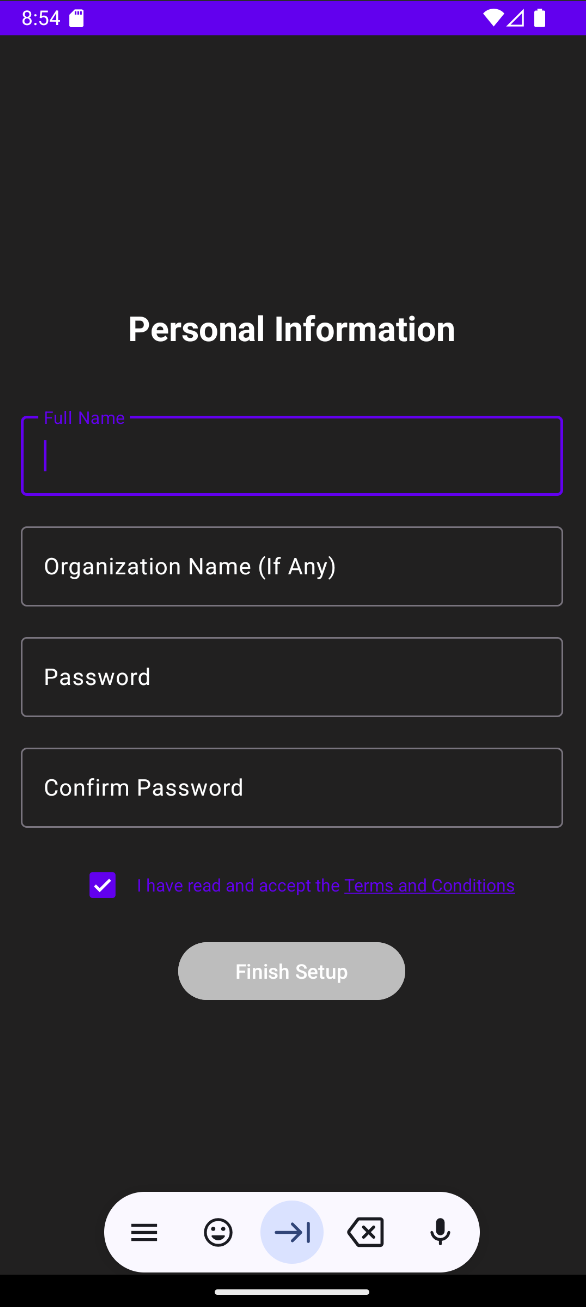 8:54
Personal Information
Full Name
Organization Name (If Any)
Password
Confirm Password
I have read and accept the Terms and Conditions
Finish Setup